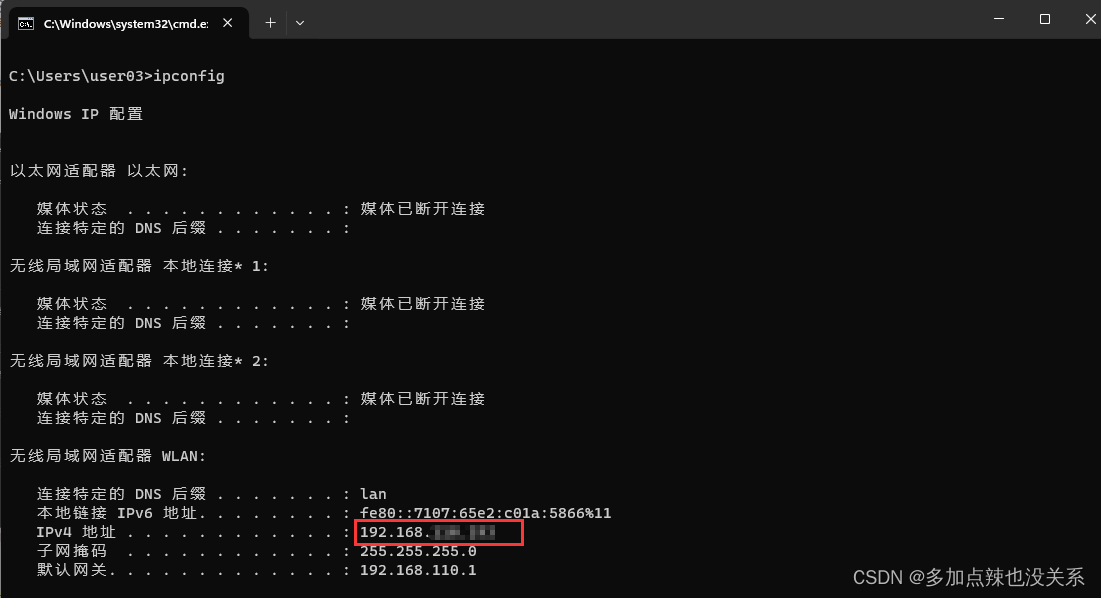 C:\Windows\system32\cmd.e:
C:\Users\user03>ipconfig
Windows IP 配置
以太网适配器 以太网:
媒体状态 . . . . . . . . . . . . : 媒体已断开连接
连接特定的 DNS 后缀 . . . . . . . :
无线局域网适配器 本地连接* 1:
媒体状态 . . . . . . . . . . . . : 媒体已断开连接
连接特定的 DNS 后缀 . . . . . . . :
无线局域网适配器 本地连接* 2:
媒体状态 . . . . . . . . . . . . : 媒体已断开连接
连接特定的 DNS 后缀 . . . . . . . :
无线局域网适配器 WLAN:
连接特定的 DNS 后缀 . . . . . . . : lan
本地链接 IPv6 地址. . . . . . . . : fe80::7107:65e2:c01a:5866%11
IPv4 地址 . . . . . . . . . . . . : 192.168.
子网掩码 . . . . . . . . . . . . : 255.255.255.0
默认网关. . . . . . . . . . . . . : 192.168.110.1
CSDN @多加点辣也没关系